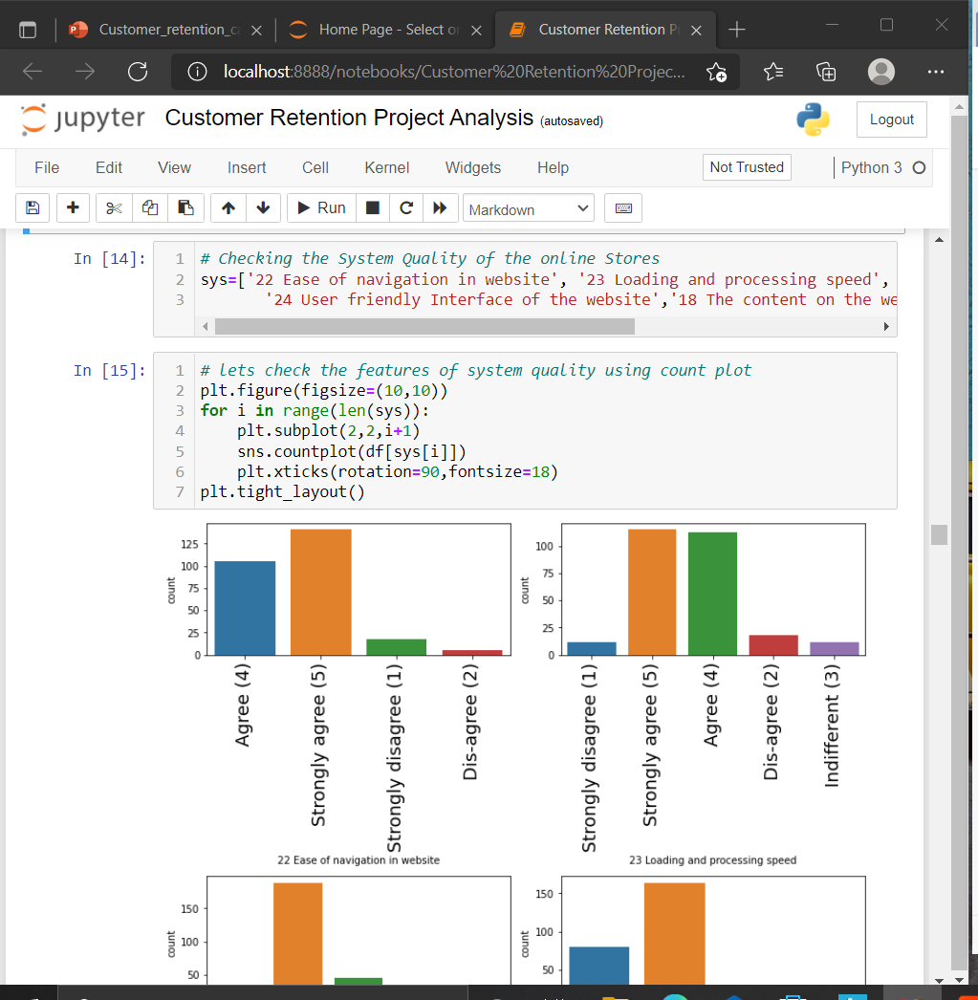 Customer_retention_c
Home Page - Select or
Customer Retention P
localhost:8888/notebooks/Customer%20Retention%20Projec...
jupyter Customer Retention Project Analysis (autosaved)
Logout
File Edit View Insert Cell Kernel Widgets Help
Not Trusted
Python 3
Run
Markdown
In [14]:
1 # Checking the System Quality of the online Stores
2 sys=['22 Ease of navigation in website', '23 Loading and processing speed',
3 '24 User friendly Interface of the website','18 The content on the we
In [15]:
1 # lets check the features of system quality using count plot
2 plt.figure(figsize=(10,10))
3 for i in range(len(sys)):
4 plt.subplot(2,2,i+1)
5 sns.countplot(df[sys[i]])
6 plt.xticks(rotation=90,fontsize=18)
7 plt.tight_layout()
count
125
100
75
50
25
0
Agree (4)
Strongly agree (5)
Strongly disagree (1)
Dis-agree (2)
22 Ease of navigation in website
count
100
75
50
25
0
Strongly disagree (1)
Strongly agree (5)
Agree (4)
Dis-agree (2)
Indifferent (3)
23 Loading and processing speed
count
150
100
50
count
150
100
50